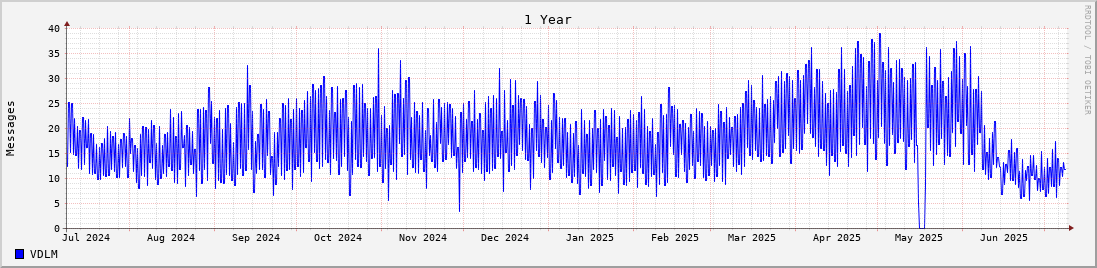 1 Year
RRDTOOL / TOBI OETIKER
Messages
40
35
30
25
20
15
10
5
0
Jul 2024 Aug 2024 Sep 2024 Oct 2024 Nov 2024 Dec 2024 Jan 2025 Feb 2025 Mar 2025 Apr 2025 May 2025 Jun 2025
VDLM